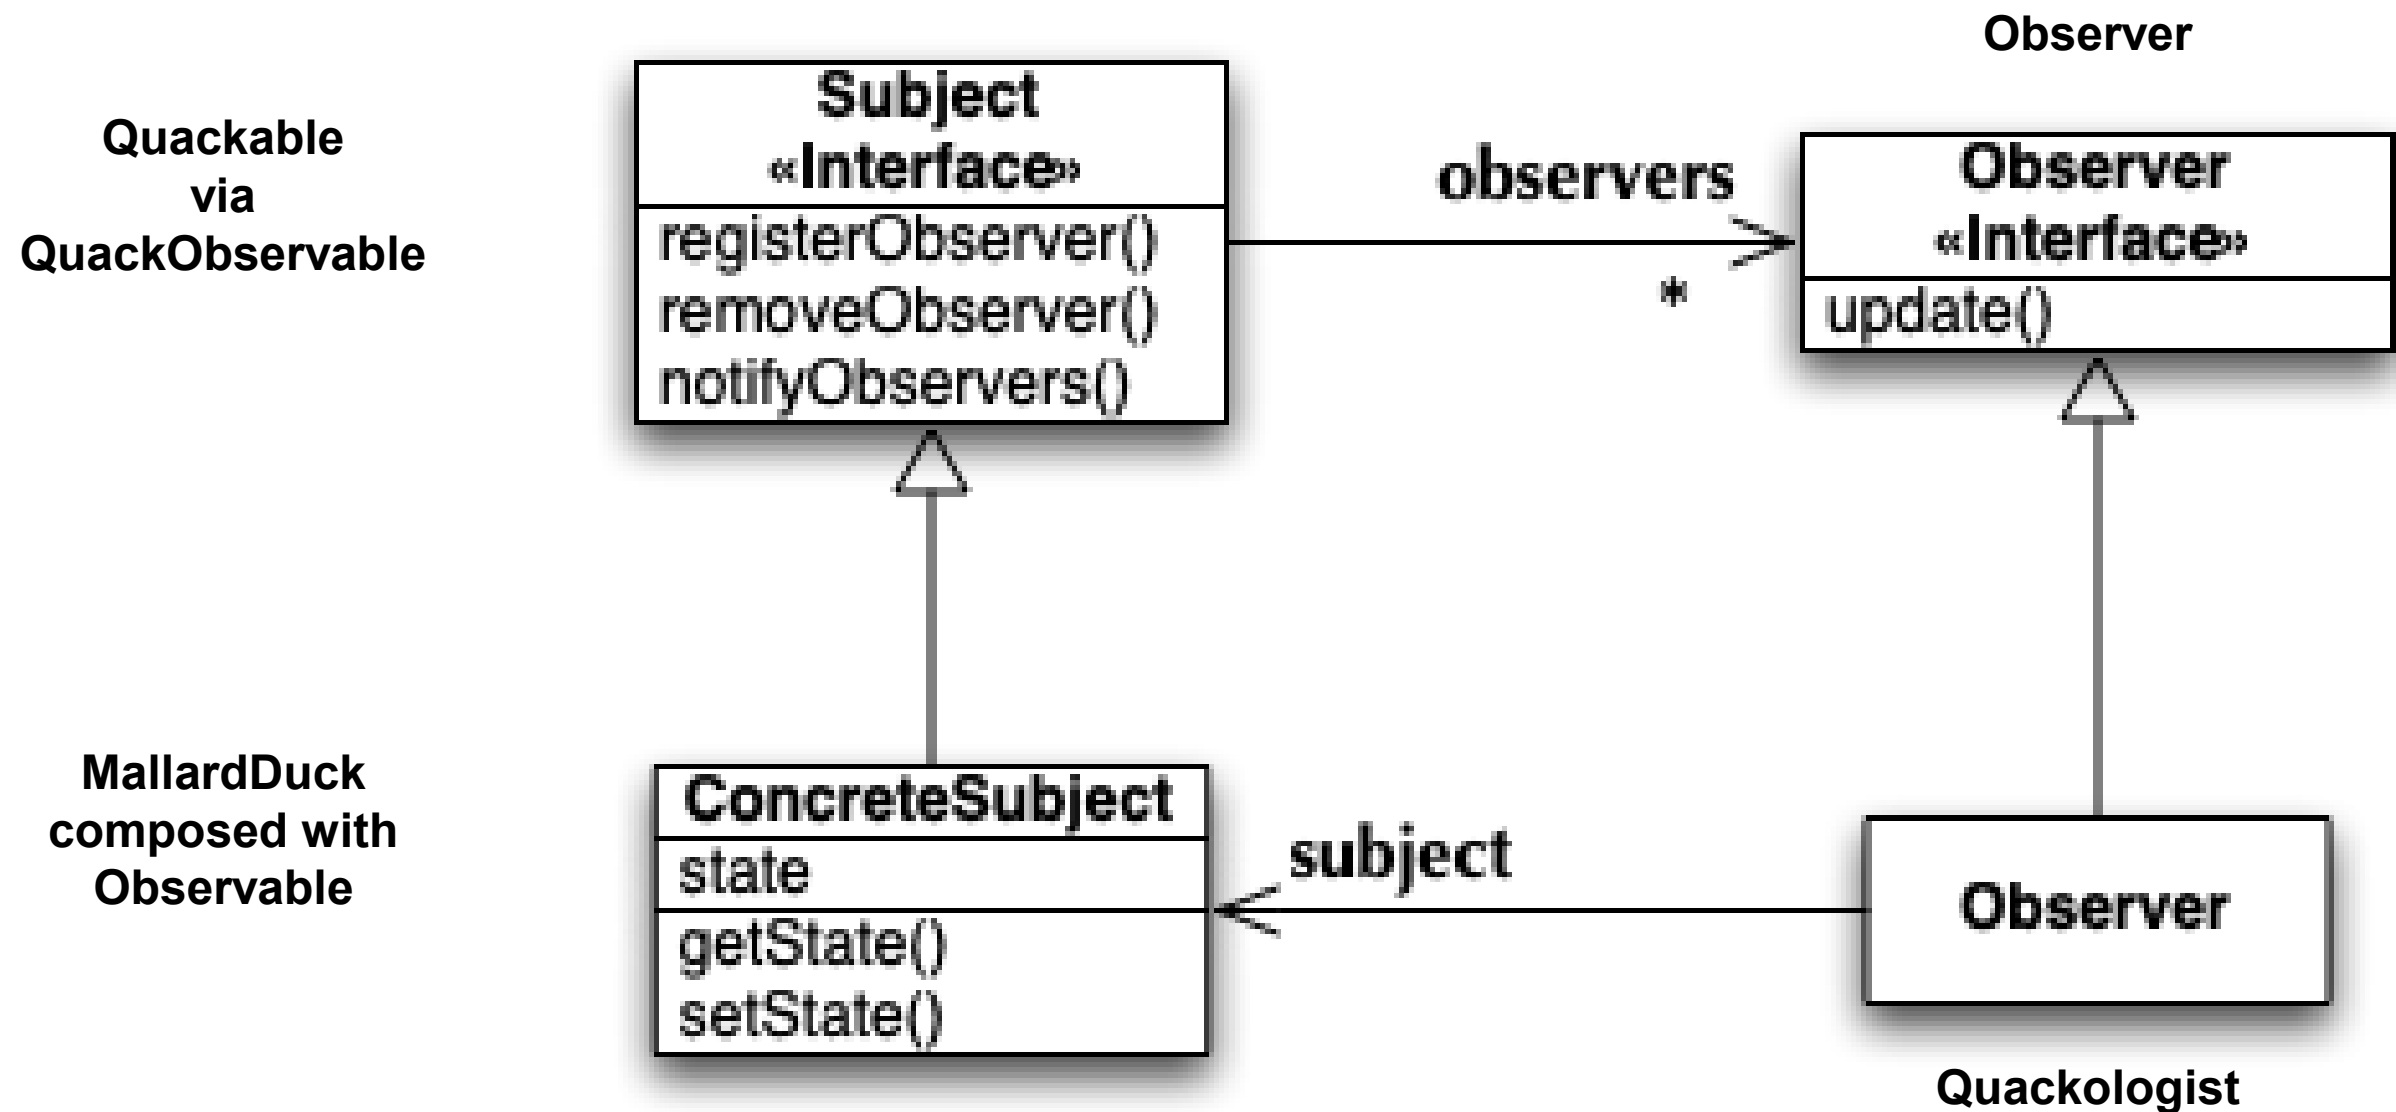 Observer
Quackable
via
QuackObservable
Subject
«Interface»
registerObserver()
removeObserver()
notifyObservers()
observers
*
Observer
«Interface»
update()
MallardDuck
composed with
Observable
ConcreteSubject
state
getState()
setState()
subject
Observer
Quackologist